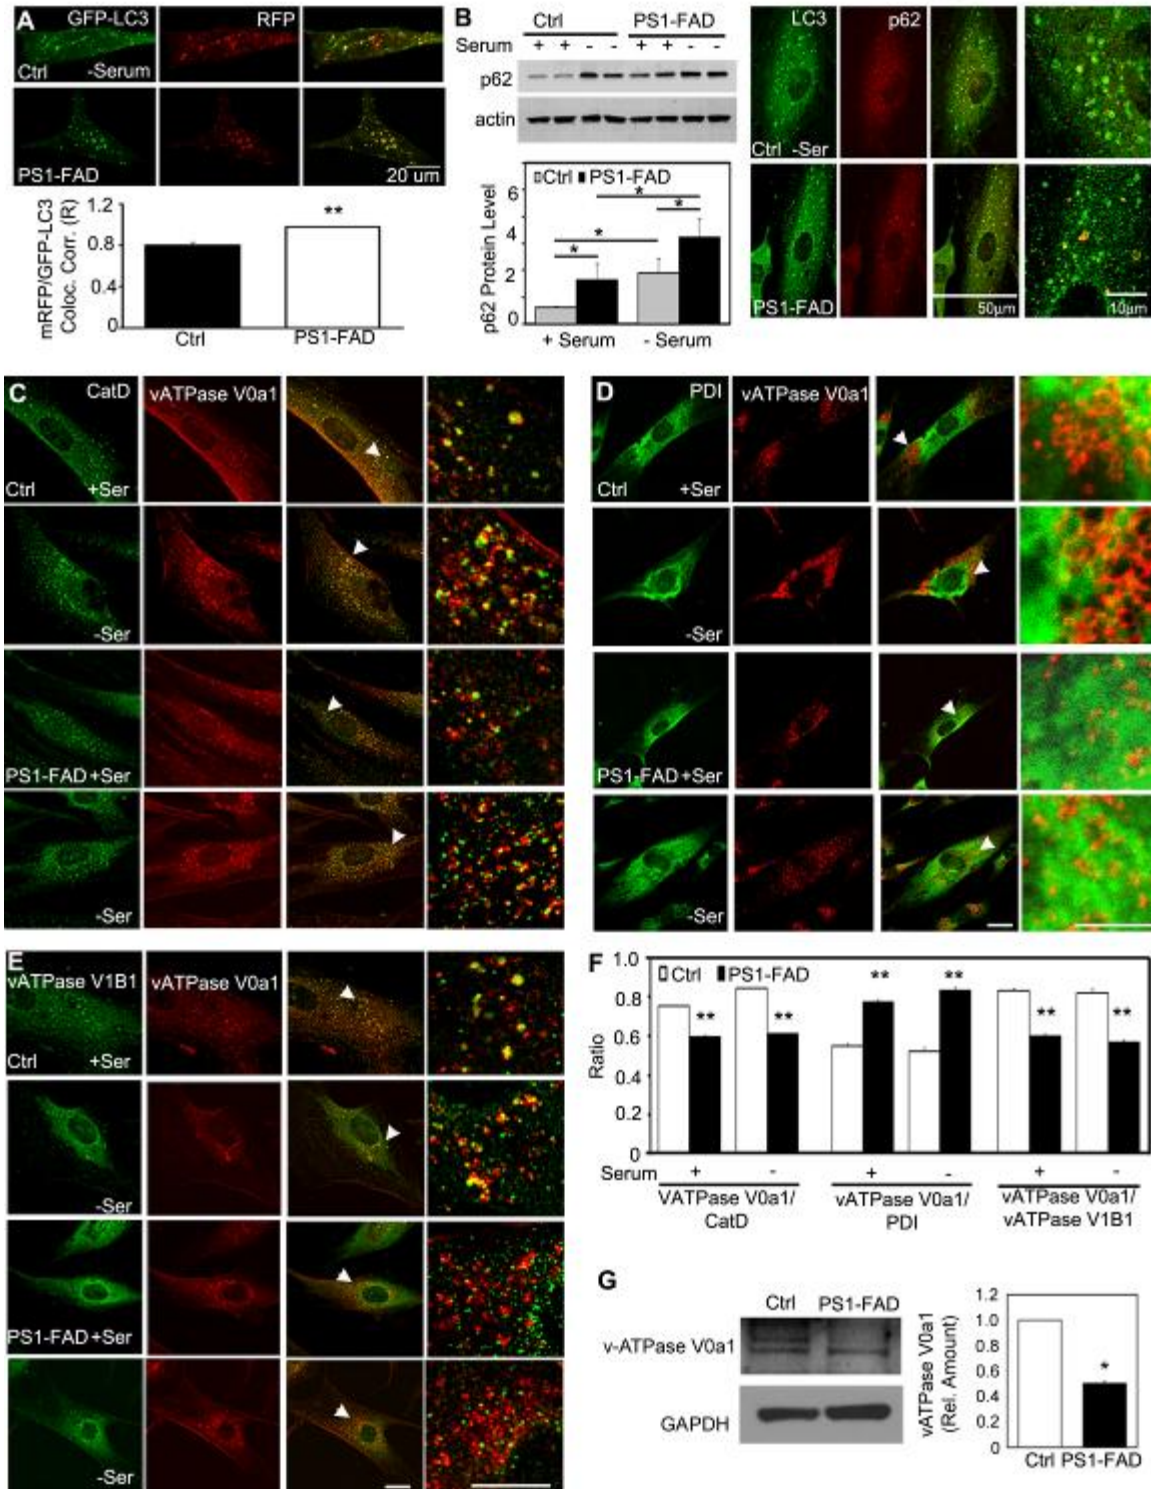 A
GFP-LC3
RFP
Ctrl
-Serum
PS1-FAD
20 um
mRFP/GFP-LC3
Coloc. Corr. (R)
1.2
0.8
0.4
0
**
Ctrl
PS1-FAD
B
Ctrl
PS1-FAD
Serum + + - - + + - -
p62
actin
p62 Protein Level
6
4
2
0
Ctrl PS1-FAD
*
*
*
*
+ Serum
- Serum
LC3
p62
Ctrl -Ser
PS1-FAD
50μm
10μm
C
CatD
vATPase V0a1
Ctrl
+Ser
-Ser
PS1-FAD +Ser
-Ser
D
PDI
vATPase V0a1
Ctrl
+Ser
-Ser
PS1-FAD +Ser
-Ser
E
vATPase V1B1
vATPase V0a1
Ctrl
+Ser
-Ser
PS1-FAD +Ser
-Ser
F
Ratio
1.0
0.8
0.6
0.4
0.2
0
Ctrl PS1-FAD
** ** ** ** ** **
Serum + - + - + -
VATPase V0a1/
CatD
vATPase V0a1/
PDI
vATPase V0a1/
vATPase V1B1
G
Ctrl
PS1-FAD
v-ATPase V0a1
GAPDH
vATPase V0a1
(Rel. Amount)
1.2
1.0
0.8
0.6
0.4
0.2
0
*
Ctrl PS1-FAD